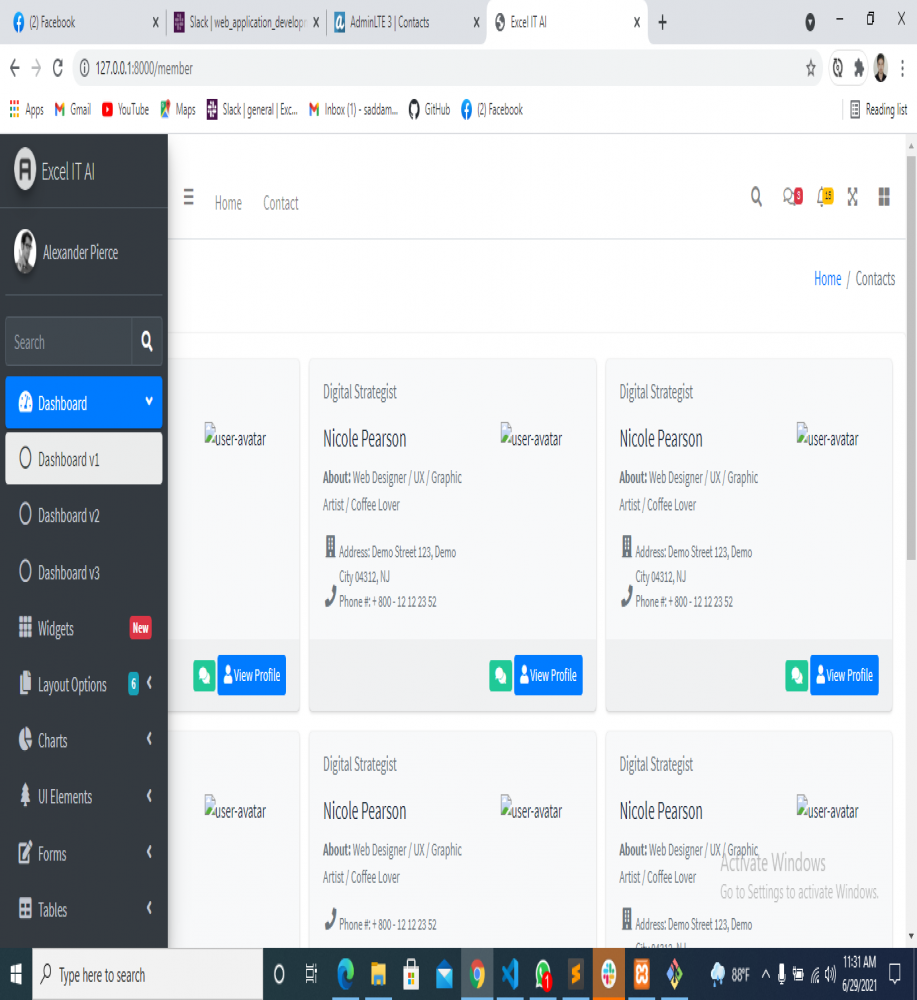 (2) Facebook
Slack | web_application_develop
AdminLTE 3 | Contacts
Excel IT AI
127.0.0.1:8000/member
Apps
Gmail
YouTube
Maps
Slack | general | Exc...
Inbox (1) - saddam...
GitHub
(2) Facebook
Reading list
Excel IT AI
Home
Contact
3
15
Alexander Pierce
Home / Contacts
Search
Dashboard
Dashboard v1
Dashboard v2
Dashboard v3
Widgets
New
Layout Options
6
Charts
UI Elements
Forms
Tables
user-avatar
View Profile
Digital Strategist
Nicole Pearson
user-avatar
About: Web Designer / UX / Graphic
Artist / Coffee Lover
Address: Demo Street 123, Demo
City 04312, NJ
Phone #: + 800 - 12 12 23 52
View Profile
Digital Strategist
Nicole Pearson
user-avatar
About: Web Designer / UX / Graphic
Artist / Coffee Lover
Address: Demo Street 123, Demo
City 04312, NJ
Phone #: + 800 - 12 12 23 52
View Profile
user-avatar
Digital Strategist
Nicole Pearson
user-avatar
About: Web Designer / UX / Graphic
Artist / Coffee Lover
Phone #: + 800 - 12 12 23 52
Digital Strategist
Nicole Pearson
user-avatar
About: Web Designer / UX / Graphic
Artist / Coffee Lover
Address: Demo Street 123, Demo
City 04312, NJ
Activate Windows
Go to Settings to activate Windows.
Type here to search
1
88°F
11:31 AM
6/29/2021